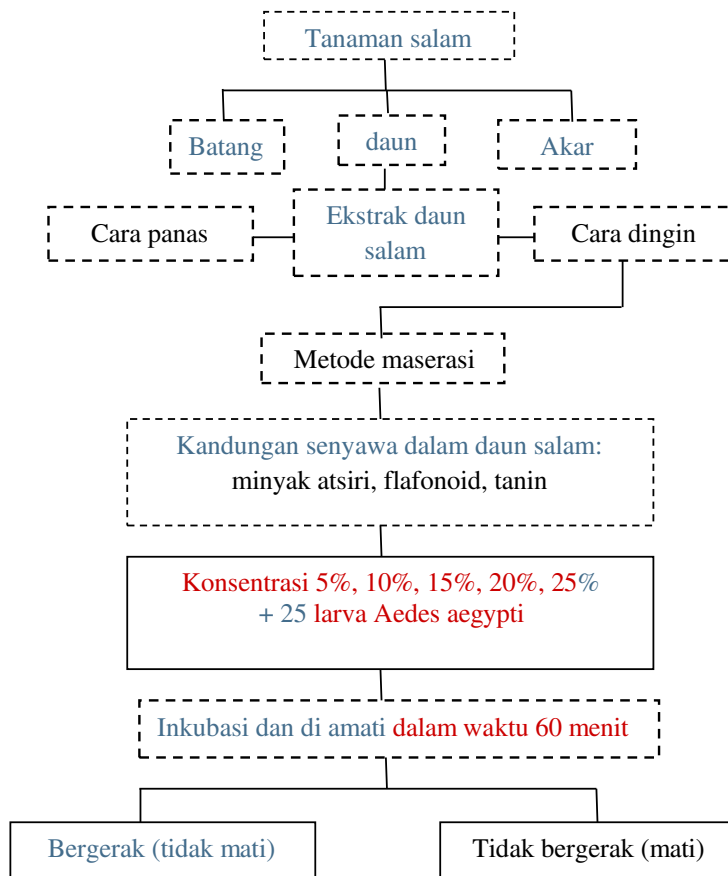 Tanaman salam
Batang
daun
Akar
Cara panas
Ekstrak daun
salam
Cara dingin
Metode maserasi
Kandungan senyawa dalam daun salam:
minyak atsiri, flafonoid, tanin
Konsentrasi 5%, 10%, 15%, 20%, 25%
+ 25 larva Aedes aegypti
Inkubasi dan di amati dalam waktu 60 menit
Bergerak (tidak mati)
Tidak bergerak (mati)